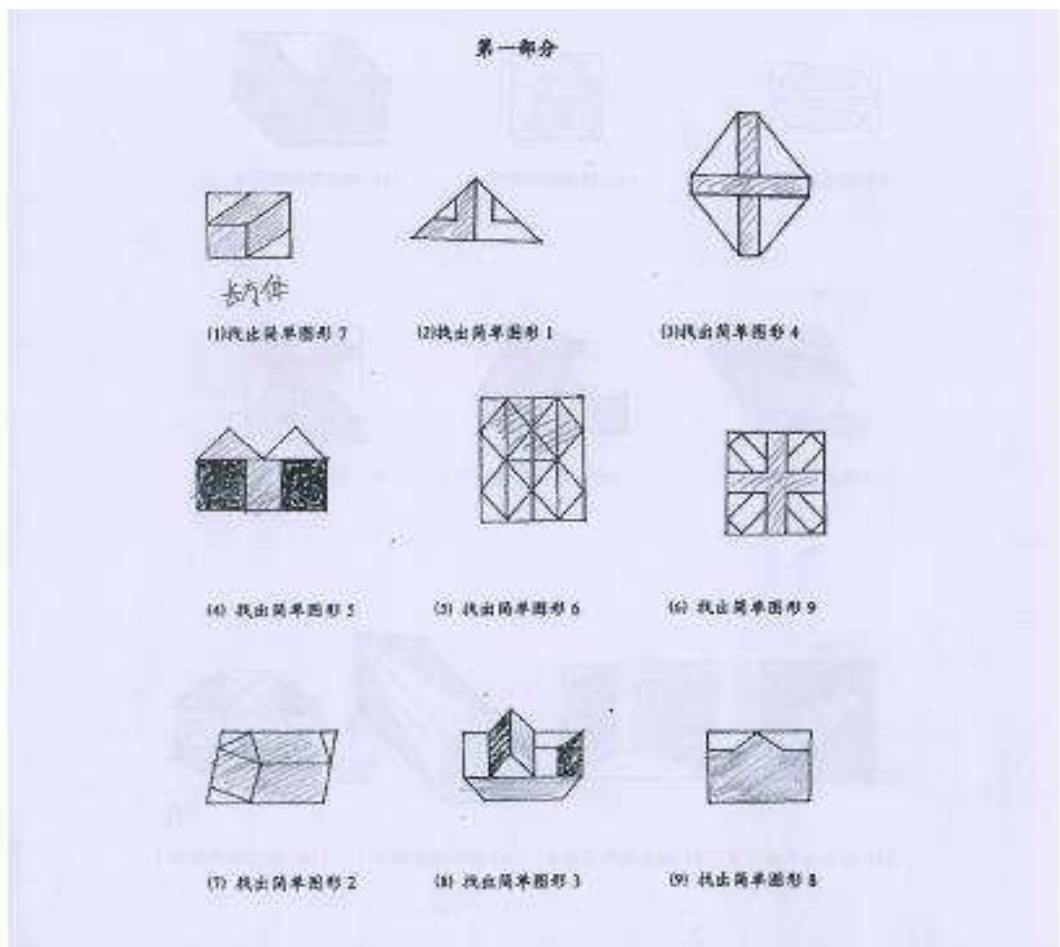 第一部分
长方体
(1)找出简单图形 7
(2)找出简单图形 1
(3)找出简单图形 4
(4) 找出简单图形 5
(5) 找出简单图形 6
(6) 找出简单图形 9
(7) 找出简单图形 2
(8) 找出简单图形 3
(9) 找出简单图形 8